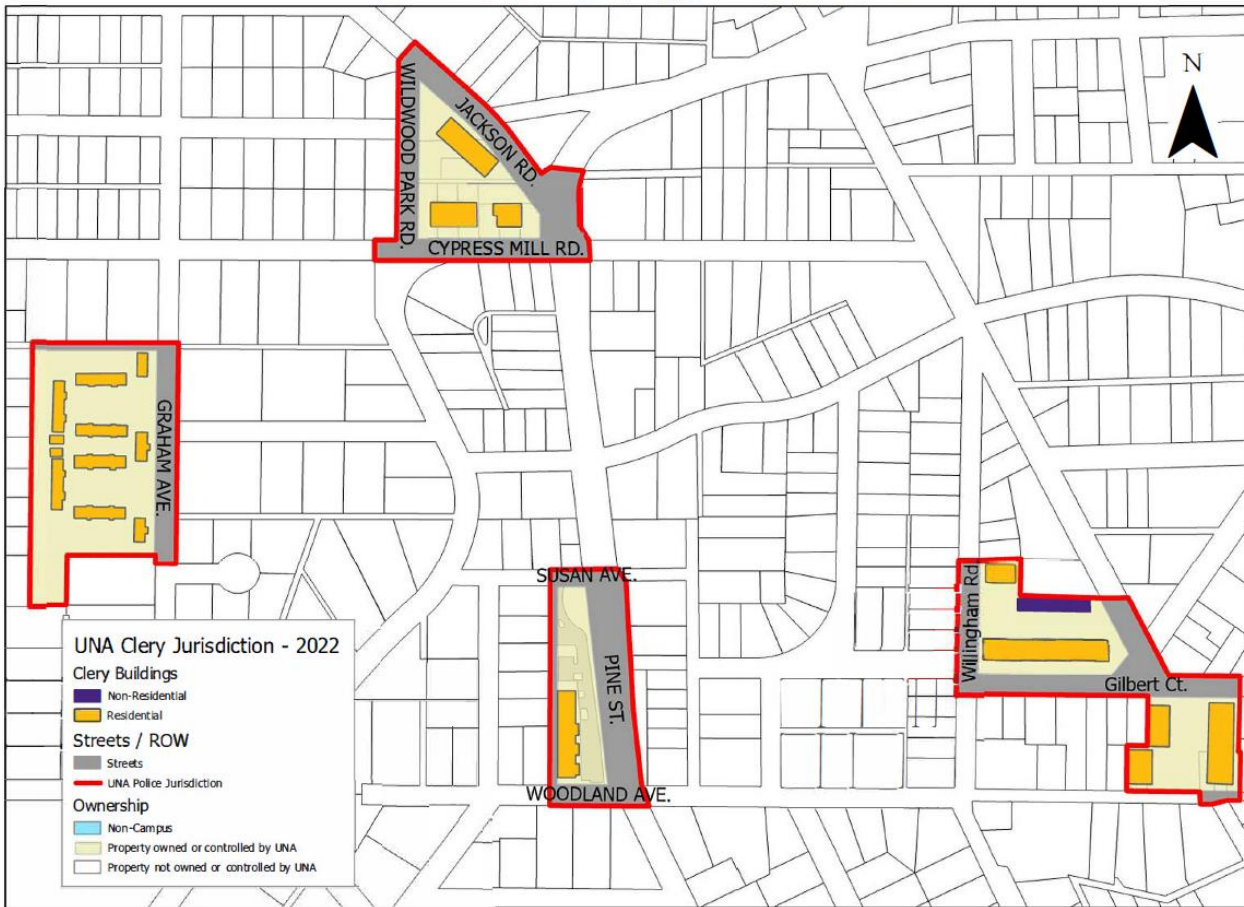 N
WILDWOOD PARK RD.
JACKSON RD.
CYPRESS MILL RD.
GRAHAM AVE.
SUSAN AVE.
PINE ST.
WOODLAND AVE.
Willingham Rd
Gilbert Ct.
UNA Clery Jurisdiction - 2022
Clery Buildings
Non-Residential
Residential
Streets / ROW
Streets
UNA Police Jurisdiction
Ownership
Non-Campus
Property owned or controlled by UNA
Property not owned or controlled by UNA